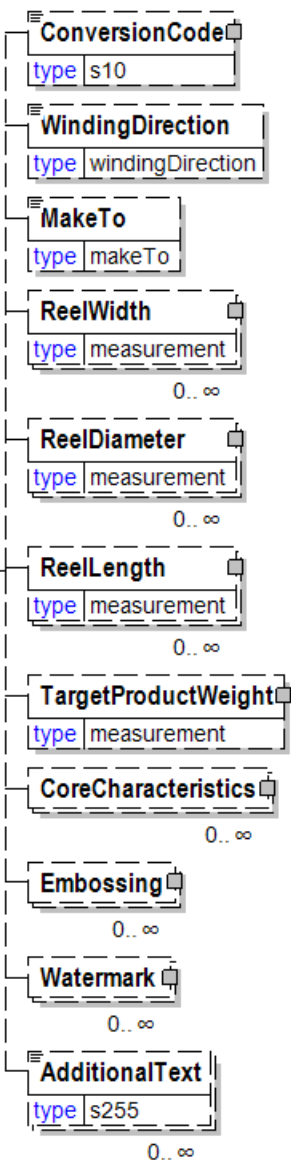 ConversionCode
type s10
WindingDirection
type windingDirection
MakeTo
type makeTo
ReelWidth
type measurement
0.. ∞
ReelDiameter
type measurement
0.. ∞
ReelLength
type measurement
0.. ∞
TargetProductWeight
type measurement
CoreCharacteristics
0.. ∞
Embossing
0.. ∞
Watermark
0.. ∞
AdditionalText
type s255
0.. ∞